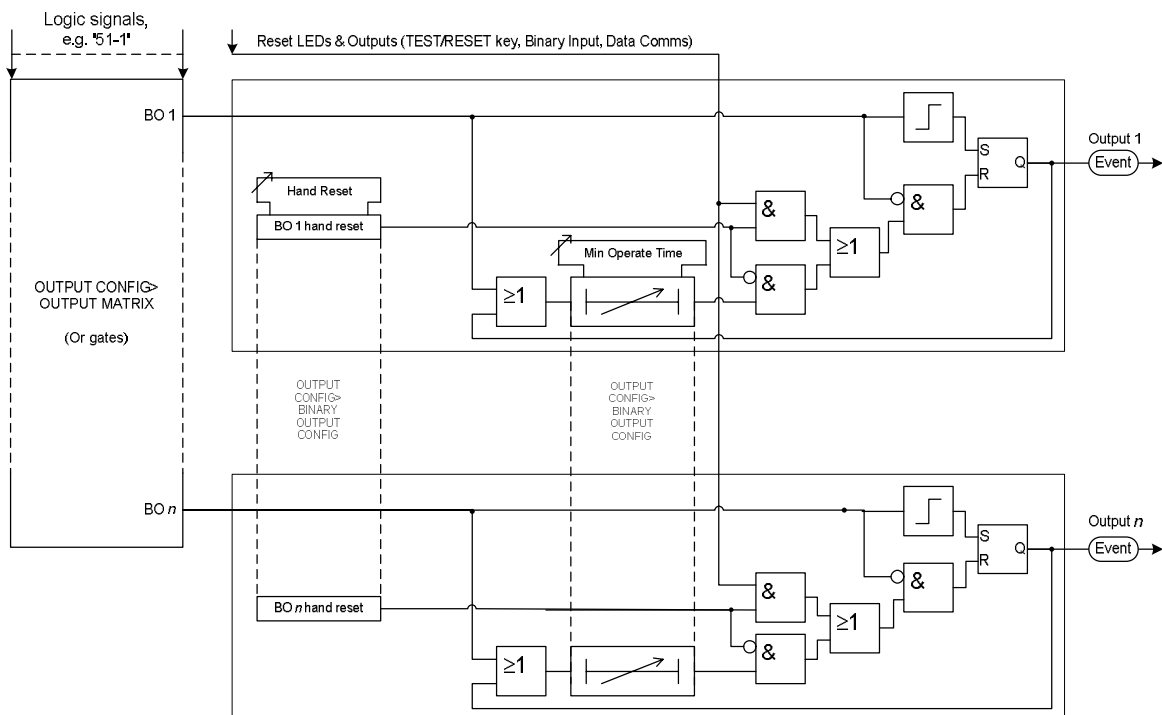 Logic signals,
e.g. "51-1"
Reset LEDs & Outputs (TEST/RESET key, Binary Input, Data Comms)
BO 1
Output 1
S
Q
R
Event
Hand Reset
&
&
BO 1 hand reset
≥1
Min Operate Time
&
≥1
OUTPUT CONFIG>
OUTPUT MATRIX
(Or gates)
OUTPUT
CONFIG>
BINARY
OUTPUT
CONFIG
OUTPUT
CONFIG>
BINARY
OUTPUT
CONFIG
BO n
Output n
S
Q
R
Event
&
&
BO n hand reset
≥1
&
≥1